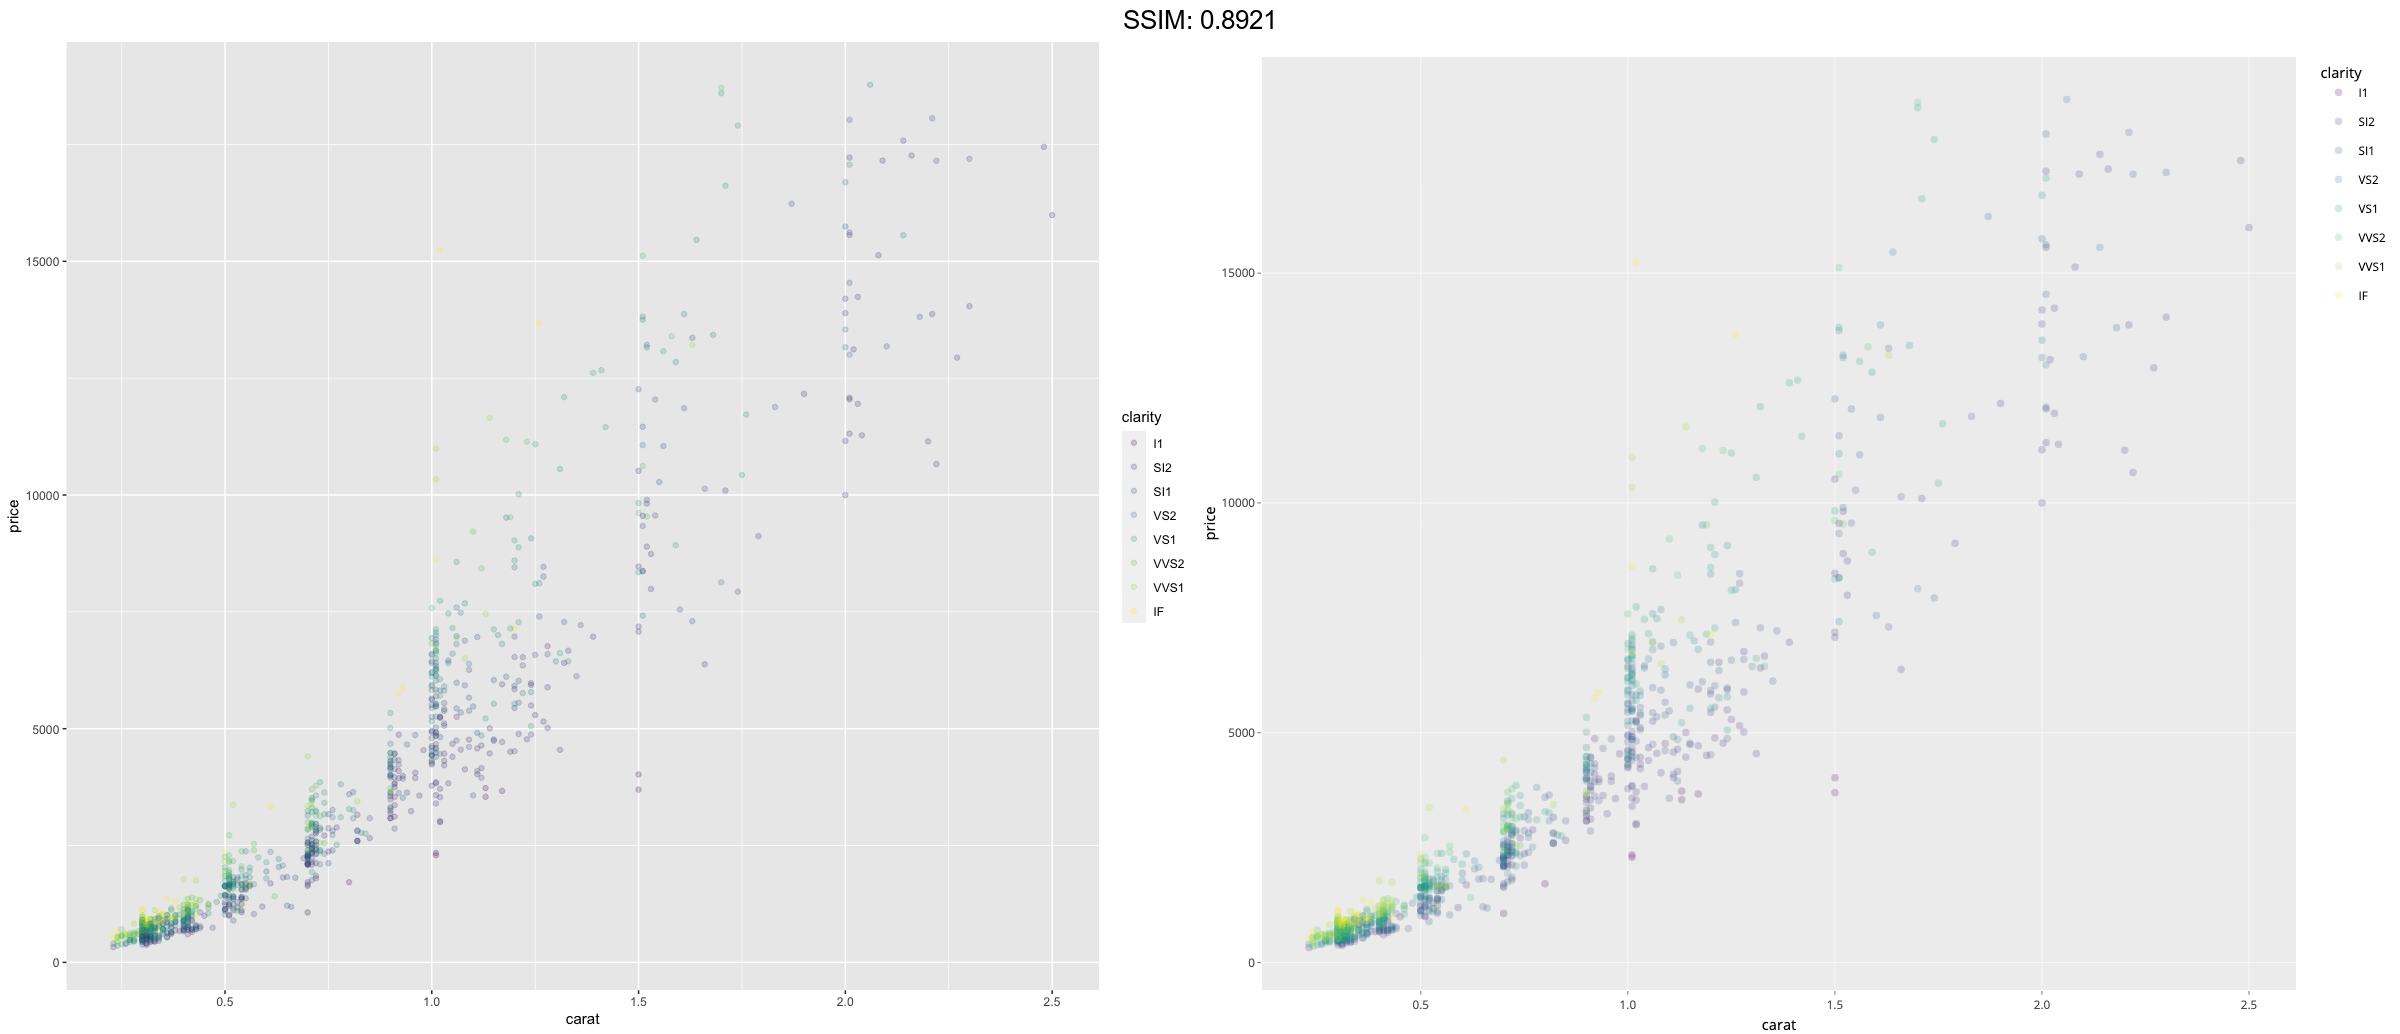 SSIM: 0.8921
price
15000
10000
5000
0
0.5
1.0
1.5
2.0
2.5
carat
clarity
I1
SI2
SI1
VS2
VS1
VVS2
VVS1
IF
price
15000
10000
5000
0
0.5
1.0
1.5
2.0
2.5
carat
clarity
I1
SI2
SI1
VS2
VS1
VVS2
VVS1
IF